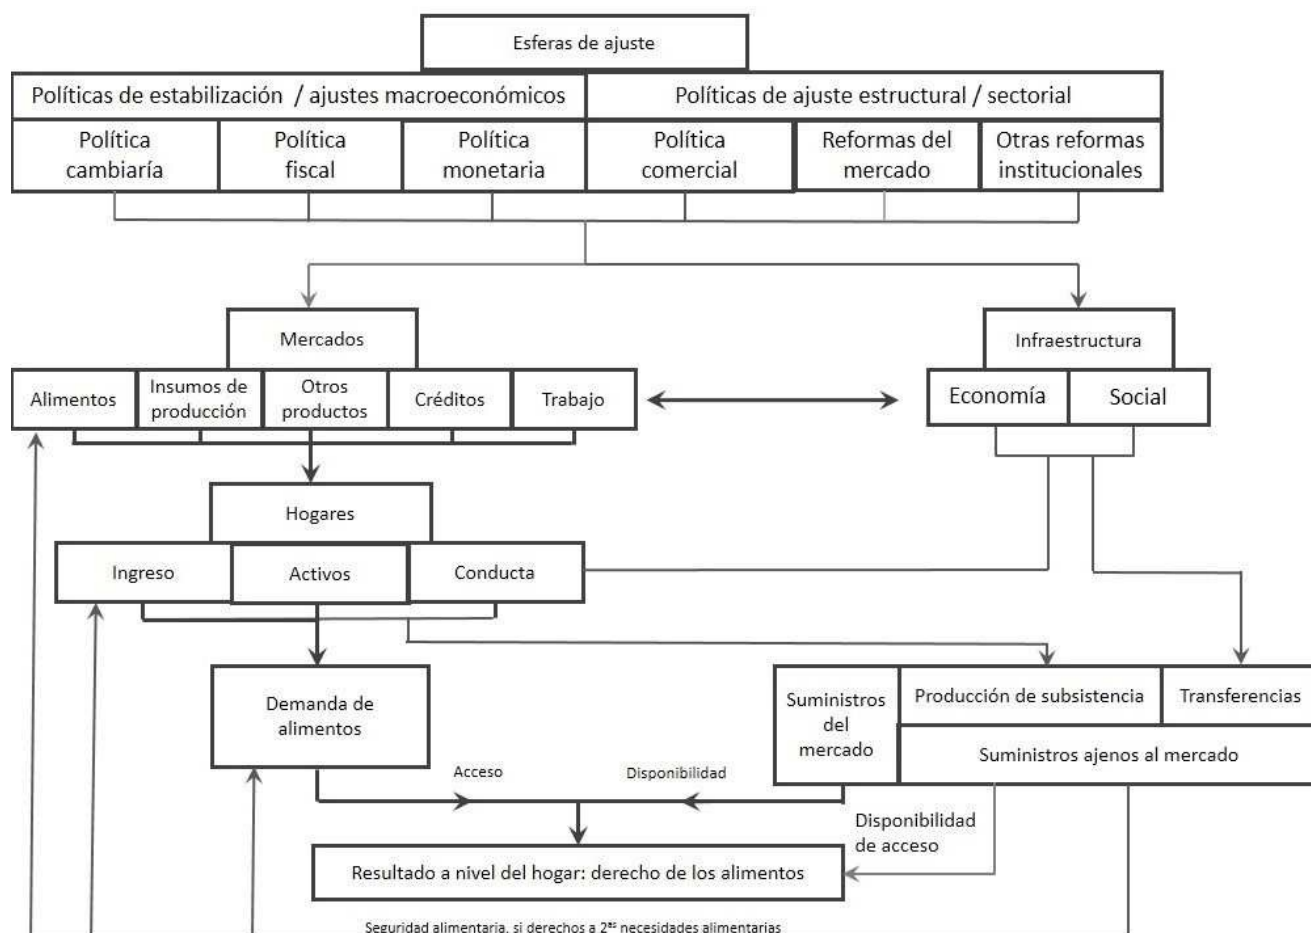 Esferas de ajuste
Políticas de estabilización / ajustes macroeconómicos
Políticas de ajuste estructural / sectorial
Política
cambiaría
Política
fiscal
Política
monetaria
Política
comercial
Reformas del
mercado
Otras reformas
institucionales
Mercados
Infraestructura
Alimentos
Insumos de
producción
Otros
productos
Créditos
Trabajo
Economía
Social
Hogares
Ingreso
Activos
Conducta
Demanda de
alimentos
Suministros
del
mercado
Producción de subsistencia
Transferencias
Suministros ajenos al mercado
Acceso
Disponibilidad
Disponibilidad
de acceso
Resultado a nivel del hogar: derecho de los alimentos
Seguridad alimentaria, si derechos a 2ªˢ necesidades alimentarias